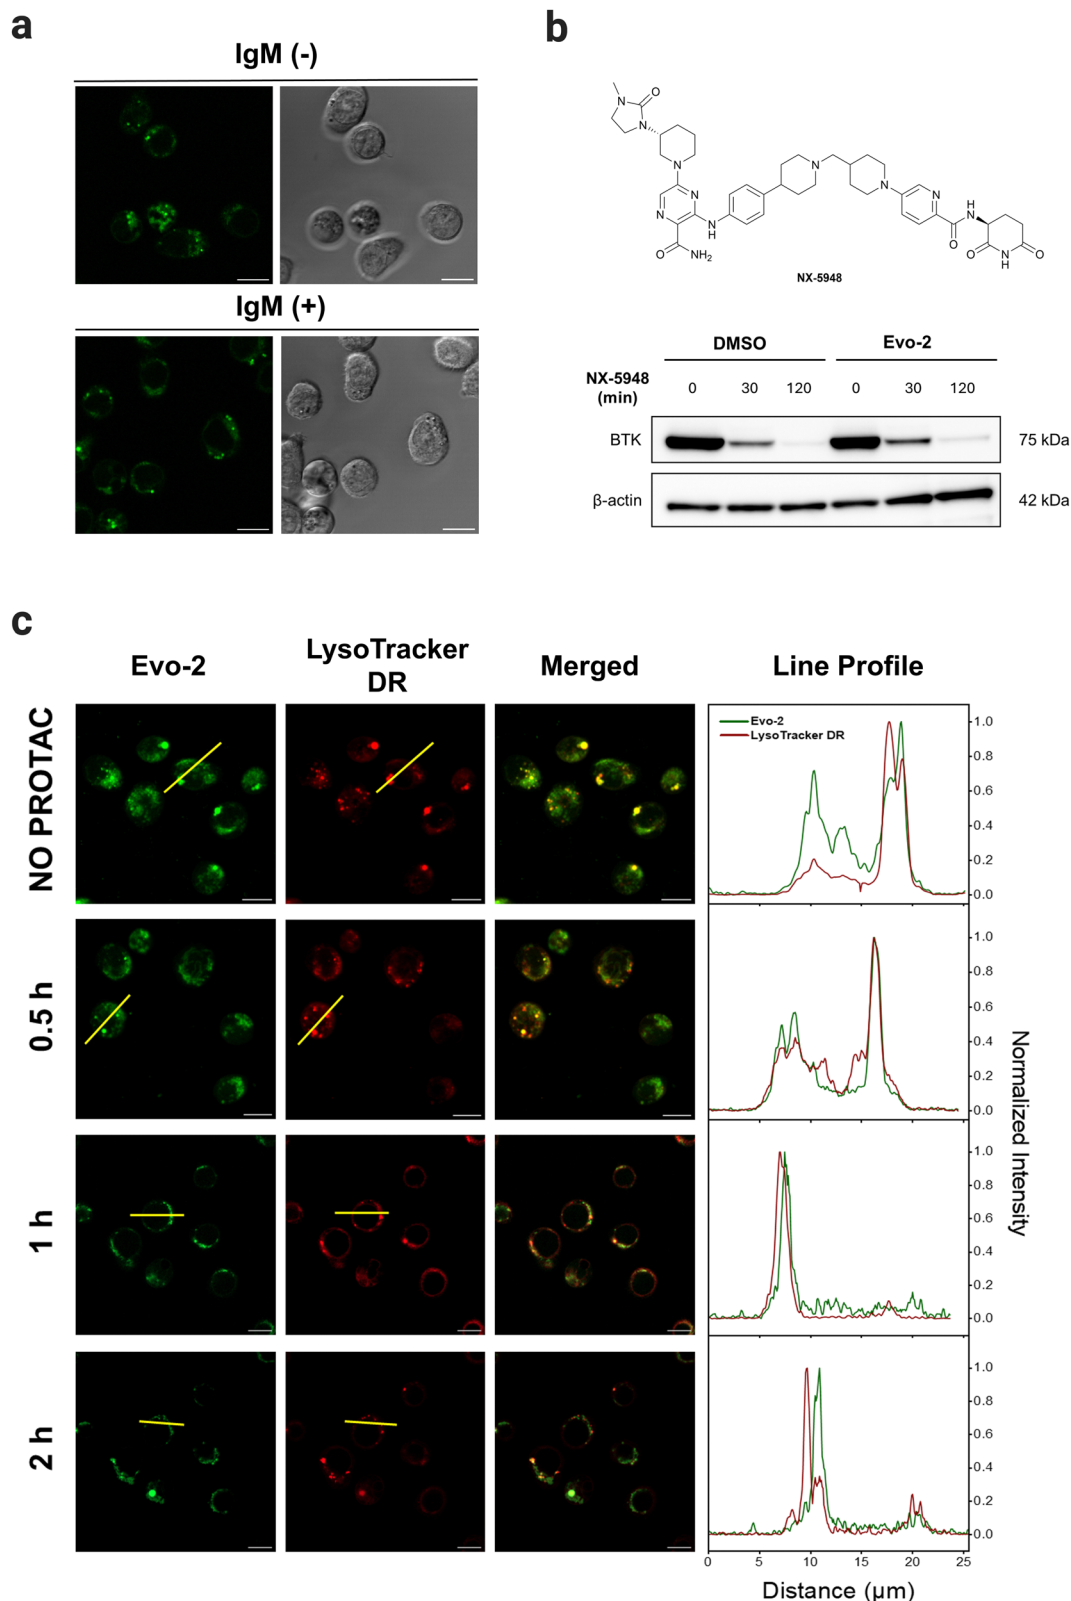 a
IgM (-)
IgM (+)
b
N
O
N
N
N
N
N
NH
O
NH₂
N
N
N
O
H
N
O
N
H
O
NX-5948
DMSO
Evo-2
NX-5948
(min)
0
30
120
0
30
120
BTK
75 kDa
β-actin
42 kDa
c
Evo-2
LysoTracker
DR
Merged
Line Profile
NO PROTAC
Evo-2
LysoTracker DR
1.0
0.8
0.6
0.4
0.2
0.0
0.5 h
1.0
0.8
0.6
0.4
0.2
0.0
1 h
1.0
0.8
0.6
0.4
0.2
0.0
2 h
1.0
0.8
0.6
0.4
0.2
0.0
Normalized Intensity
0 5 10 15 20 25
Distance (µm)